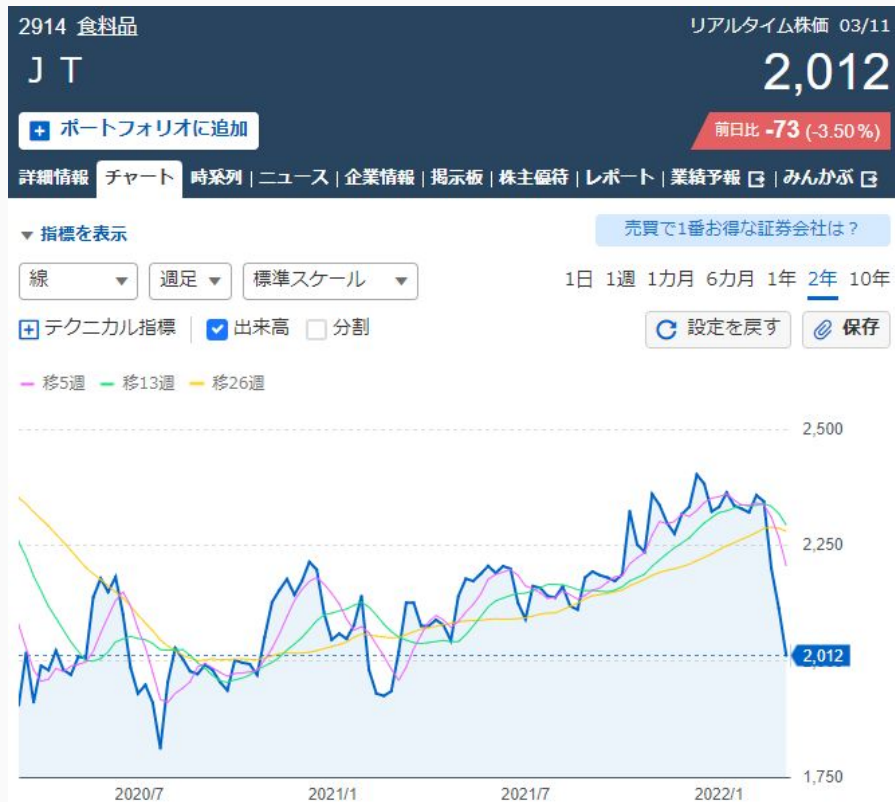 2914 食料品
リアルタイム株価 03/11
ＪＴ
2,012
ポートフォリオに追加
前日比 -73 (-3.50%)
詳細情報 チャート 時系列 | ニュース | 企業情報 | 掲示板 | 株主優待 | レポート | 業績予報 | みんかぶ
▼ 指標を表示
売買で1番お得な証券会社は？
線 ▼ 週足 ▼ 標準スケール ▼
1日 1週 1カ月 6カ月 1年 2年 10年
テクニカル指標 | 出来高 分割
設定を戻す 保存
移5週 移13週 移26週
2,500
2,250
2,012
1,750
2020/7 2021/1 2021/7 2022/1